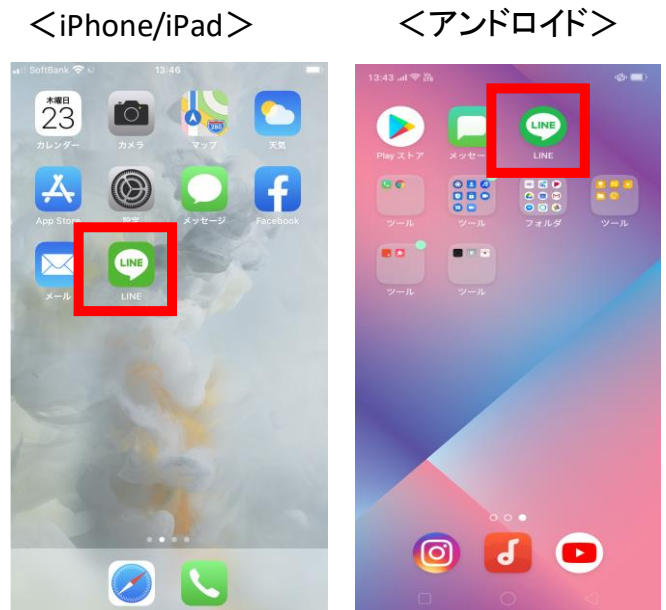 ＜iPhone/iPad＞
SoftBank 13:46
木曜日
23
カレンダー カメラ マップ 天気
280
App Store 設定 メッセージ Facebook
LINE
メール LINE
＜アンドロイド＞
13:43
LINE
Play ストア メッセー LINE
ツール ツール フォルダ ツール
ツール ツール